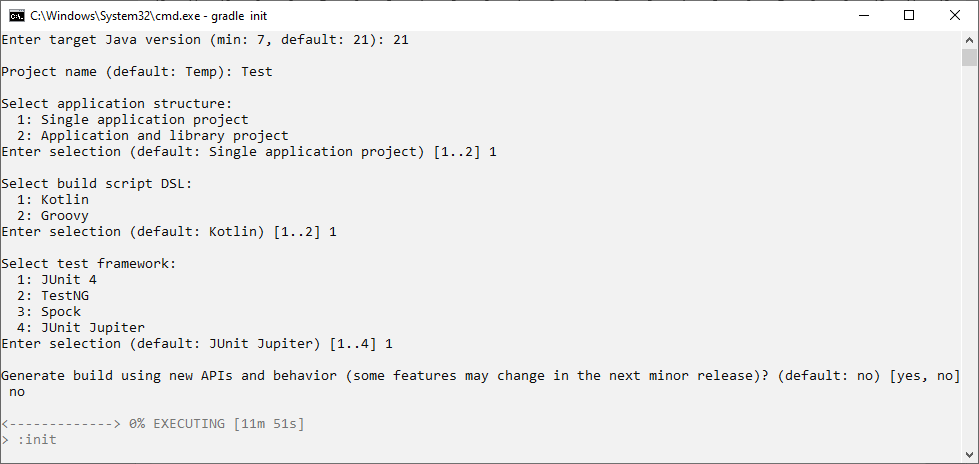 C:\Windows\System32\cmd.exe - gradle  init
Enter target Java version (min: 7, default: 21): 21
Project name (default: Temp): Test
Select application structure:
  1: Single application project
  2: Application and library project
Enter selection (default: Single application project) [1..2] 1
Select build script DSL:
  1: Kotlin
  2: Groovy
Enter selection (default: Kotlin) [1..2] 1
Select test framework:
  1: JUnit 4
  2: TestNG
  3: Spock
  4: JUnit Jupiter
Enter selection (default: JUnit Jupiter) [1..4] 1
Generate build using new APIs and behavior (some features may change in the next minor release)? (default: no) [yes, no]
 no
<-------------> 0% EXECUTING [11m 51s]
> :init